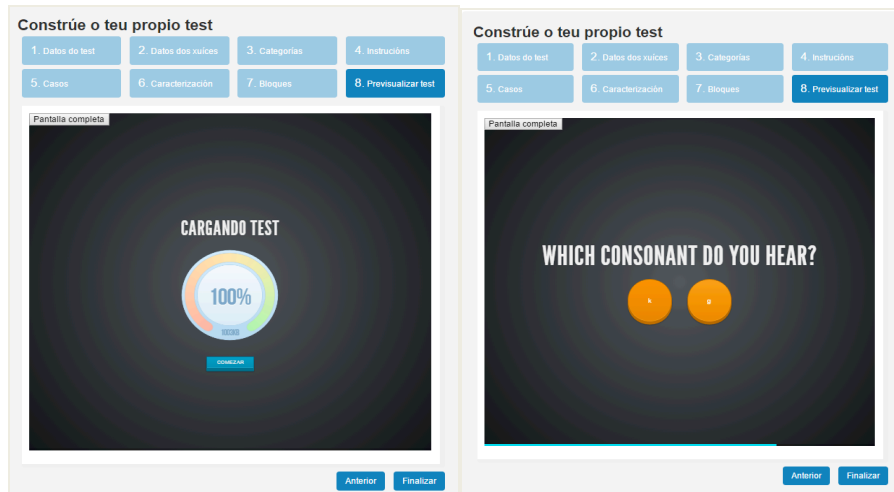 Constrúe o teu propio test
1. Datos do test
2. Datos dos xuíces
3. Categorías
4. Instrucións
5. Casos
6. Caracterización
7. Bloques
8. Previsualizar test
Pantalla completa
CARGANDO TEST
100%
COMEZAR
Anterior
Finalizar
Constrúe o teu propio test
1. Datos do test
2. Datos dos xuíces
3. Categorías
4. Instrucións
5. Casos
6. Caracterización
7. Bloques
8. Previsualizar test
Pantalla completa
WHICH CONSONANT DO YOU HEAR?
k
g
Anterior
Finalizar